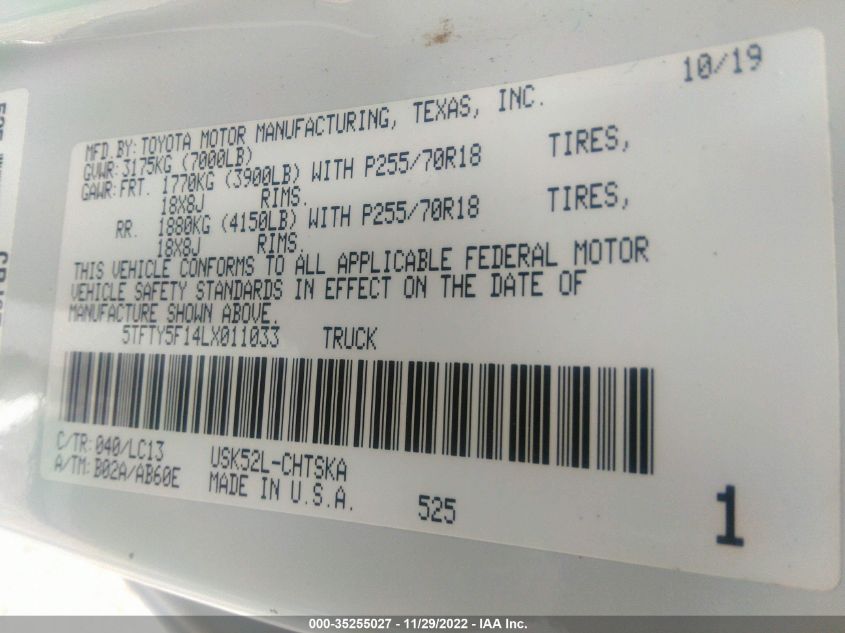 10/19
MFD. BY: TOYOTA MOTOR MANUFACTURING, TEXAS, INC.
GVWR: 3175KG (7000LB)
GAWR: FRT. 1770KG (3900LB) WITH P255/70R18 TIRES,
18X8J RIMS.
RR. 1880KG (4150LB) WITH P255/70R18 TIRES,
18X8J RIMS.
THIS VEHICLE CONFORMS TO ALL APPLICABLE FEDERAL MOTOR
VEHICLE SAFETY STANDARDS IN EFFECT ON THE DATE OF
MANUFACTURE SHOWN ABOVE.
5TFTY5F14LX011033 TRUCK
C/TR: 040/LC13 USK52L-CHTSKA
A/TM: B02A/AB60E MADE IN U.S.A. 525
1
000-35255027 - 11/29/2022 - IAA Inc.